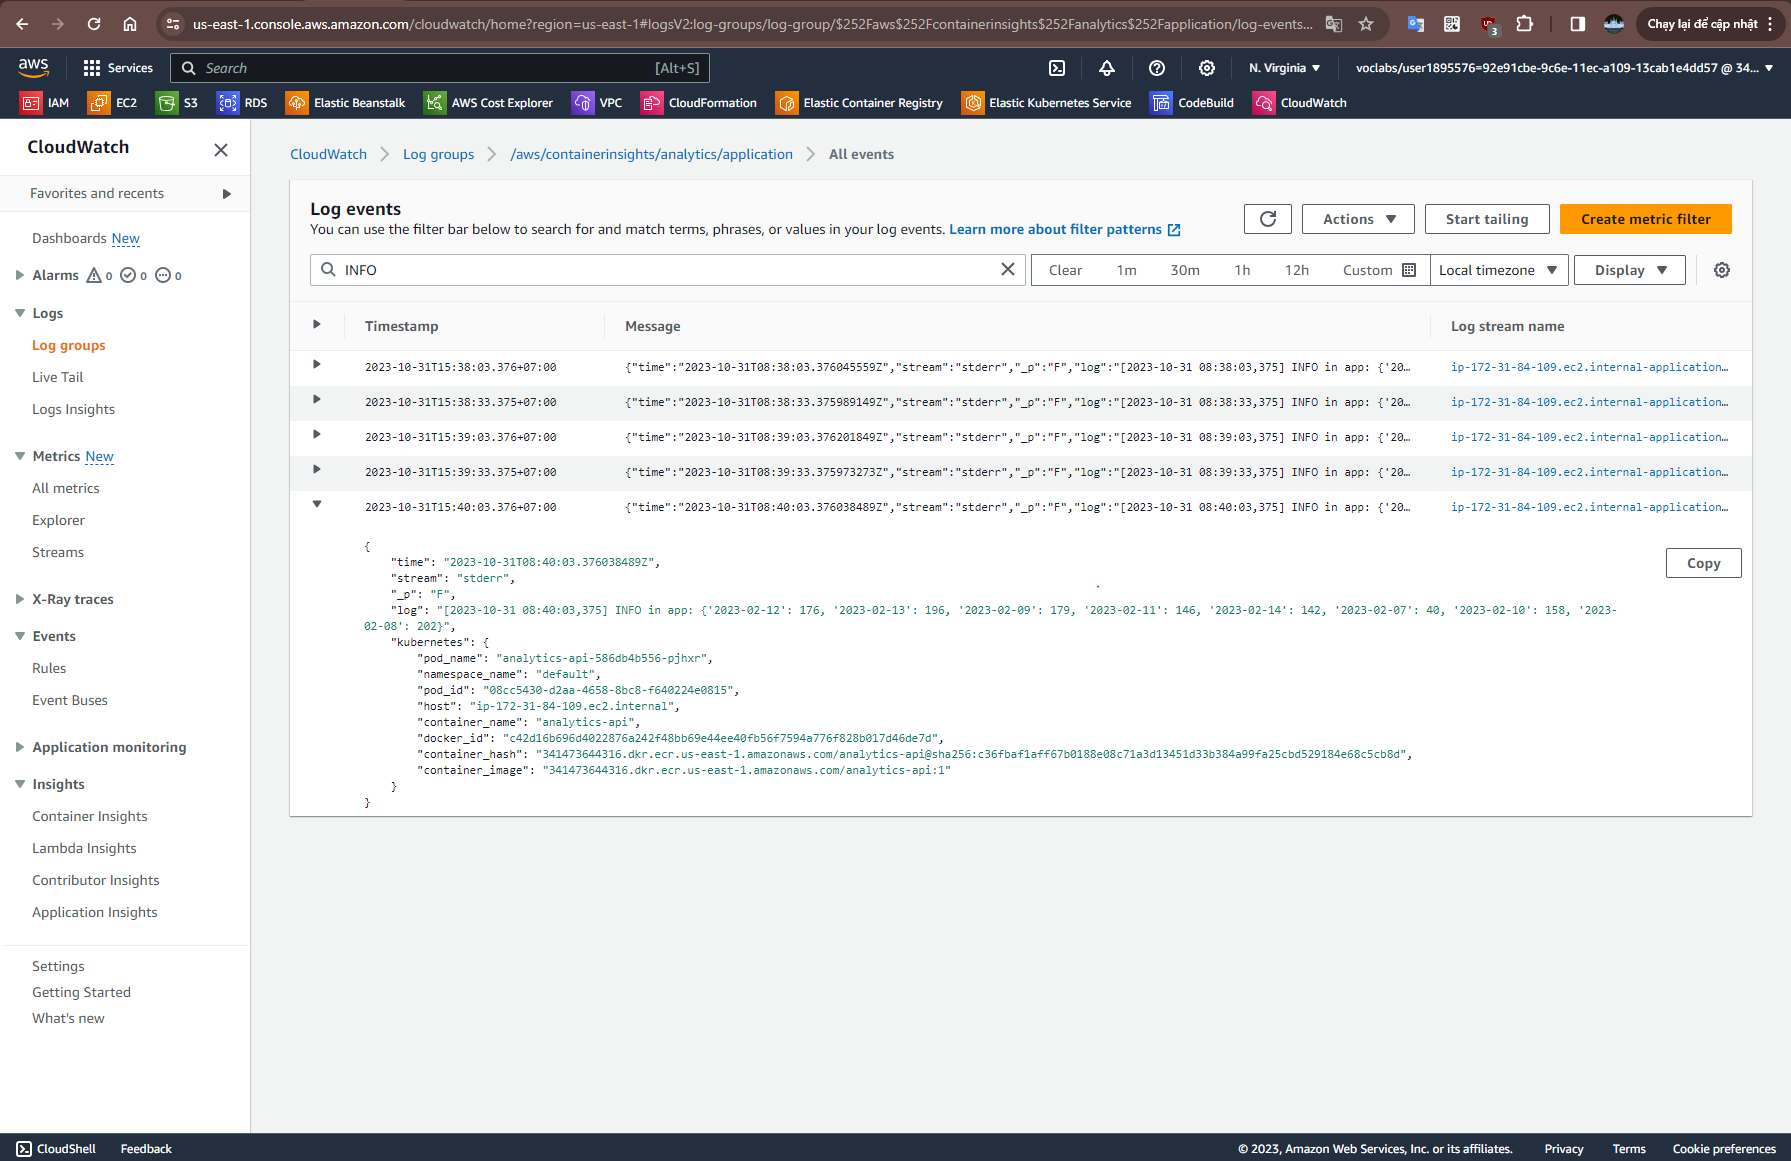 us-east-1.console.aws.amazon.com/cloudwatch/home?region=us-east-1#logsV2:log-groups/log-group/$252Faws$252Fcontainerinsights$252Fanalytics$252Fapplication/log-events... 3 Chạy lại để cập nhật
aws Services Search [Alt+S] N. Virginia voclabs/user1895576=92e91cbe-9c6e-11ec-a109-13cab1e4dd57 @ 34...
IAM EC2 S3 RDS Elastic Beanstalk AWS Cost Explorer VPC CloudFormation Elastic Container Registry Elastic Kubernetes Service CodeBuild CloudWatch
CloudWatch
Favorites and recents
Dashboards New
Alarms 0 0 0
Logs
Log groups
Live Tail
Logs Insights
Metrics New
All metrics
Explorer
Streams
X-Ray traces
Events
Rules
Event Buses
Application monitoring
Insights
Container Insights
Lambda Insights
Contributor Insights
Application Insights
Settings
Getting Started
What's new
CloudWatch Log groups /aws/containerinsights/analytics/application All events
Log events
You can use the filter bar below to search for and match terms, phrases, or values in your log events. Learn more about filter patterns
Actions Start tailing Create metric filter
INFO Clear 1m 30m 1h 12h Custom Local timezone Display
Timestamp Message Log stream name
2023-10-31T15:38:03.376+07:00 {"time":"2023-10-31T08:38:03.376045559Z","stream":"stderr","_p":"F","log":"[2023-10-31 08:38:03,375] INFO in app: {'20… ip-172-31-84-109.ec2.internal-application…
2023-10-31T15:38:33.375+07:00 {"time":"2023-10-31T08:38:33.375989149Z","stream":"stderr","_p":"F","log":"[2023-10-31 08:38:33,375] INFO in app: {'20… ip-172-31-84-109.ec2.internal-application…
2023-10-31T15:39:03.376+07:00 {"time":"2023-10-31T08:39:03.376201849Z","stream":"stderr","_p":"F","log":"[2023-10-31 08:39:03,375] INFO in app: {'20… ip-172-31-84-109.ec2.internal-application…
2023-10-31T15:39:33.375+07:00 {"time":"2023-10-31T08:39:33.375973273Z","stream":"stderr","_p":"F","log":"[2023-10-31 08:39:33,375] INFO in app: {'20… ip-172-31-84-109.ec2.internal-application…
2023-10-31T15:40:03.376+07:00 {"time":"2023-10-31T08:40:03.376038489Z","stream":"stderr","_p":"F","log":"[2023-10-31 08:40:03,375] INFO in app: {'20… ip-172-31-84-109.ec2.internal-application…
Copy
{
"time": "2023-10-31T08:40:03.376038489Z",
"stream": "stderr",
"_p": "F",
"log": "[2023-10-31 08:40:03,375] INFO in app: {'2023-02-12': 176, '2023-02-13': 196, '2023-02-09': 179, '2023-02-11': 146, '2023-02-14': 142, '2023-02-07': 40, '2023-02-10': 158, '2023-
02-08': 202}",
"kubernetes": {
"pod_name": "analytics-api-586db4b556-pjhxr",
"namespace_name": "default",
"pod_id": "08cc5430-d2aa-4658-8bc8-f640224e0815",
"host": "ip-172-31-84-109.ec2.internal",
"container_name": "analytics-api",
"docker_id": "c42d16b696d4022876a242f48bb69e44ee40fb56f7594a776f828b017d46de7d",
"container_hash": "341473644316.dkr.ecr.us-east-1.amazonaws.com/analytics-api@sha256:c36fbaf1aff67b0188e08c71a3d13451d33b384a99fa25cbd529184e68c5cb8d",
"container_image": "341473644316.dkr.ecr.us-east-1.amazonaws.com/analytics-api:1"
}
}
CloudShell Feedback © 2023, Amazon Web Services, Inc. or its affiliates. Privacy Terms Cookie preferences